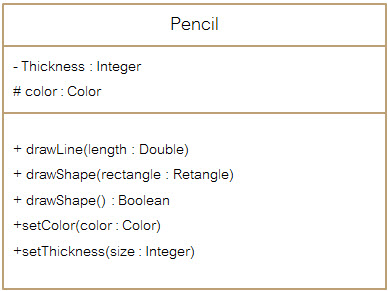 Pencil
- Thickness : Integer
# color : Color
+ drawLine(length : Double)
+ drawShape(rectangle : Retangle)
+ drawShape() : Boolean
+setColor(color : Color)
+setThickness(size : Integer)